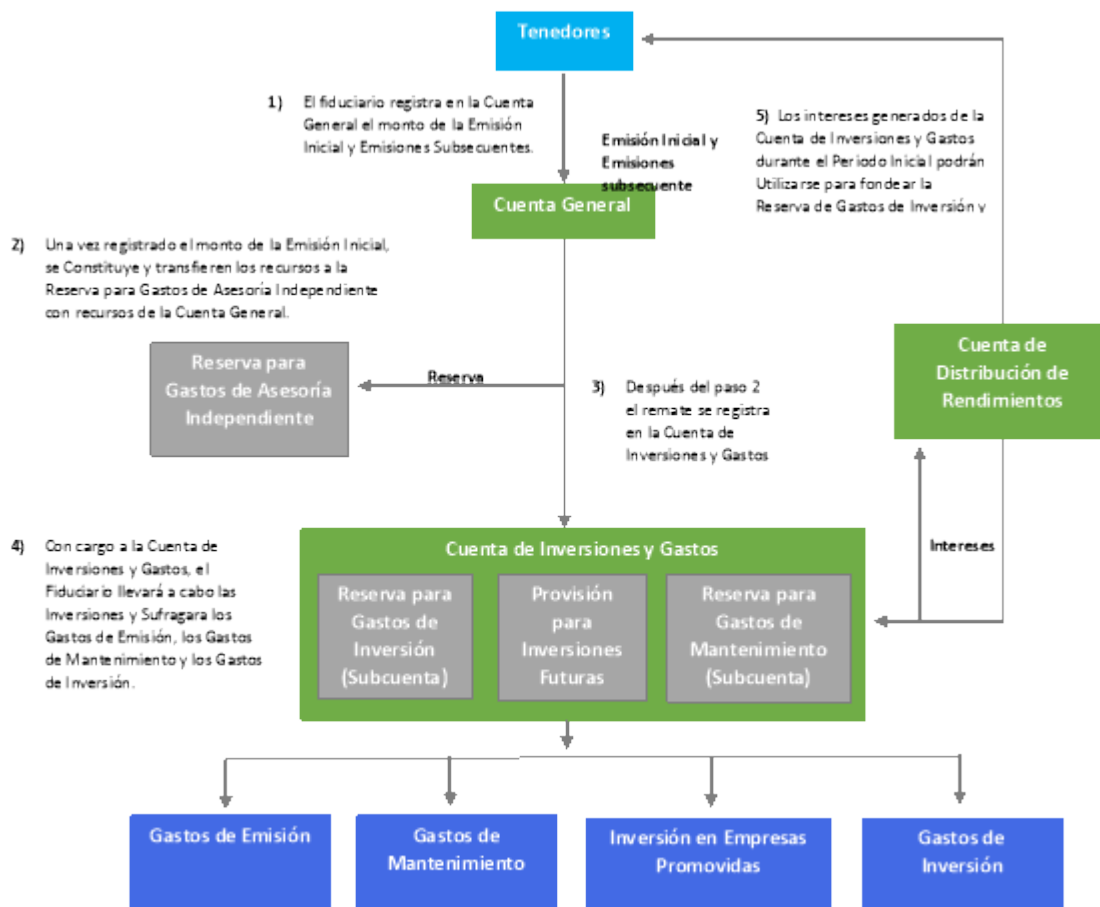 Tenedores
1) El fiduciario registra en la Cuenta
General el monto de la Emisión
Inicial y Emisiones Subsecuentes.
Emisión Inicial y
Emisiones
subsecuente
5) Los intereses generados de la
Cuenta de Inversiones y Gastos
durante el Periodo Inicial podrán
Utilizarse para fondear la
Reserva de Gastos de Inversión y
Cuenta General
2) Una vez registrado el monto de la Emisión Inicial,
se Constituye y transfieren los recursos a la
Reserva para Gastos de Asesoría Independiente
con recursos de la Cuenta General.
Reserva para
Gastos de Asesoría
Independiente
Reserva
3) Después del paso 2
el remate se registra
en la Cuenta de
Inversiones y Gastos
Cuenta de
Distribución de
Rendimientos
4) Con cargo a la Cuenta de
Inversiones y Gastos, el
Fiduciario llevará a cabo las
Inversiones y Sufragara los
Gastos de Emisión, los Gastos
de Mantenimiento y los Gastos
de Inversión.
Cuenta de Inversiones y Gastos
Reserva para
Gastos de
Inversión
(Subcuenta)
Provisión
para
Inversiones
Futuras
Reserva para
Gastos de
Mantenimiento
(Subcuenta)
Intereses
Gastos de Emisión
Gastos de
Mantenimiento
Inversión en Empresas
Promovidas
Gastos de
Inversión